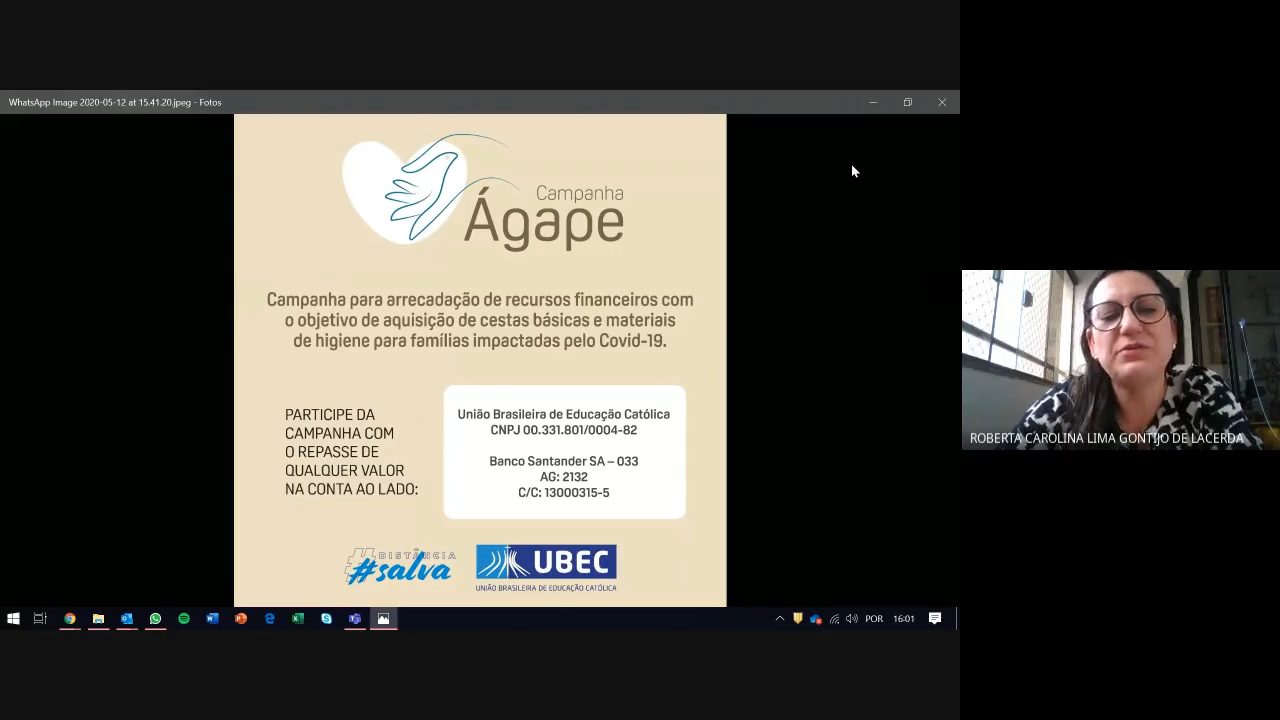 WhatsApp Image 2020-05-12 at 15.41.20.jpeg - Fotos
Campanha
Ágape
Campanha para arrecadação de recursos financeiros com
o objetivo de aquisição de cestas básicas e materiais
de higiene para famílias impactadas pelo Covid-19.
PARTICIPE DA
CAMPANHA COM
O REPASSE DE
QUALQUER VALOR
NA CONTA AO LADO:
União Brasileira de Educação Católica
CNPJ 00.331.801/0004-82
Banco Santander SA – 033
AG: 2132
C/C: 13000315-5
DISTÂNCIA
#salva
UBEC
UNIÃO BRASILEIRA DE EDUCAÇÃO CATÓLICA
ROBERTA CAROLINA LIMA GONTIJO DE LACERDA
POR
16:01